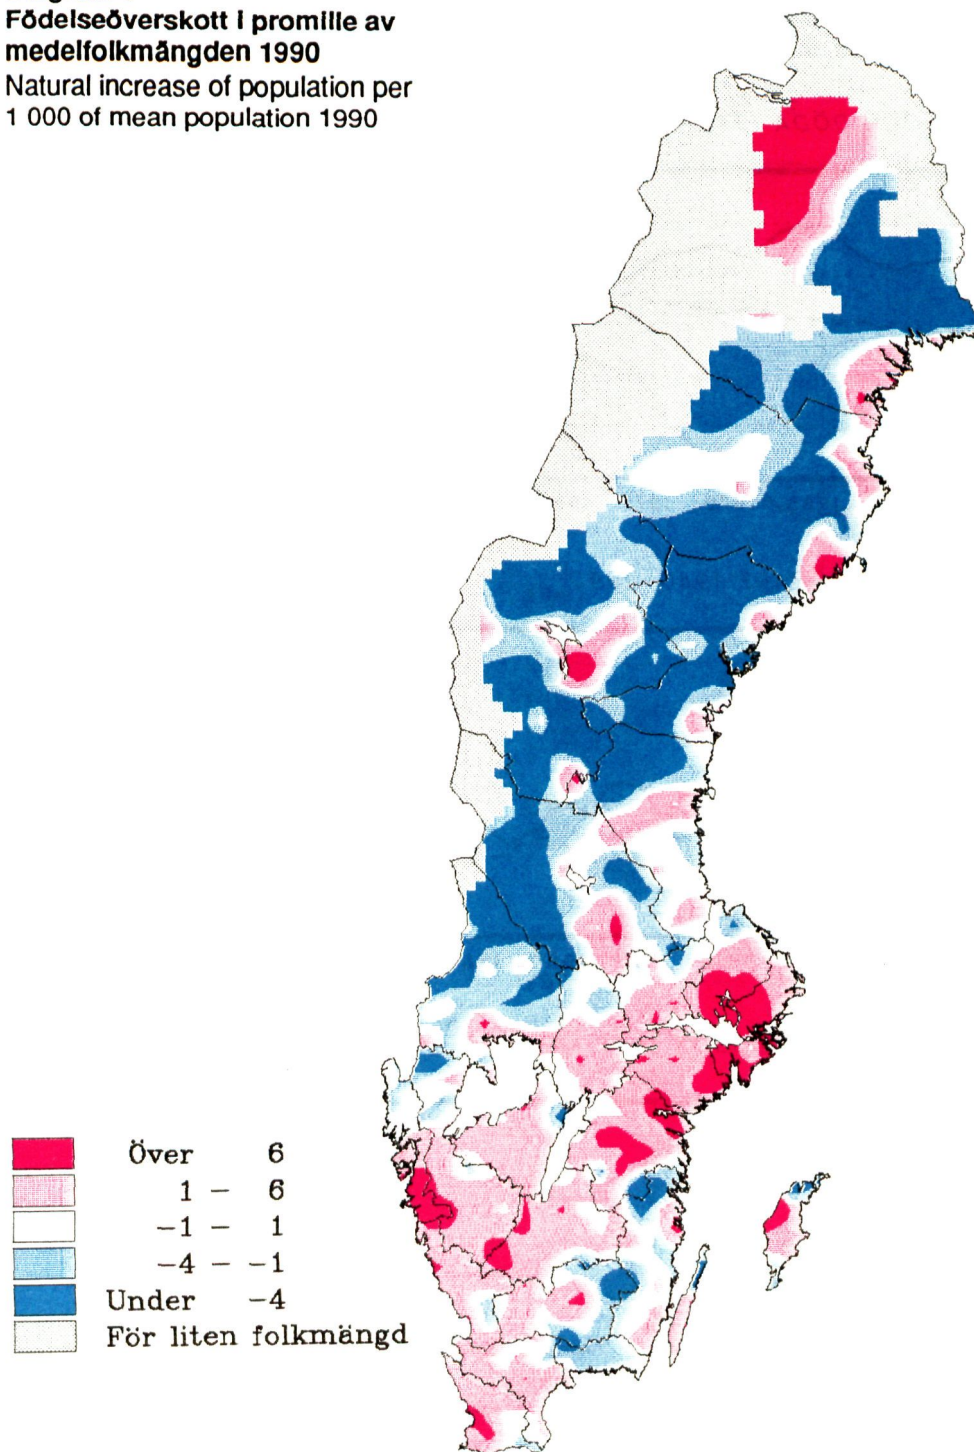 Födelseöverskott i promille av
medelfolkmängden 1990
Natural increase of population per
1 000 of mean population 1990
Över 6
1 – 6
−1 – 1
−4 – −1
Under −4
För liten folkmängd